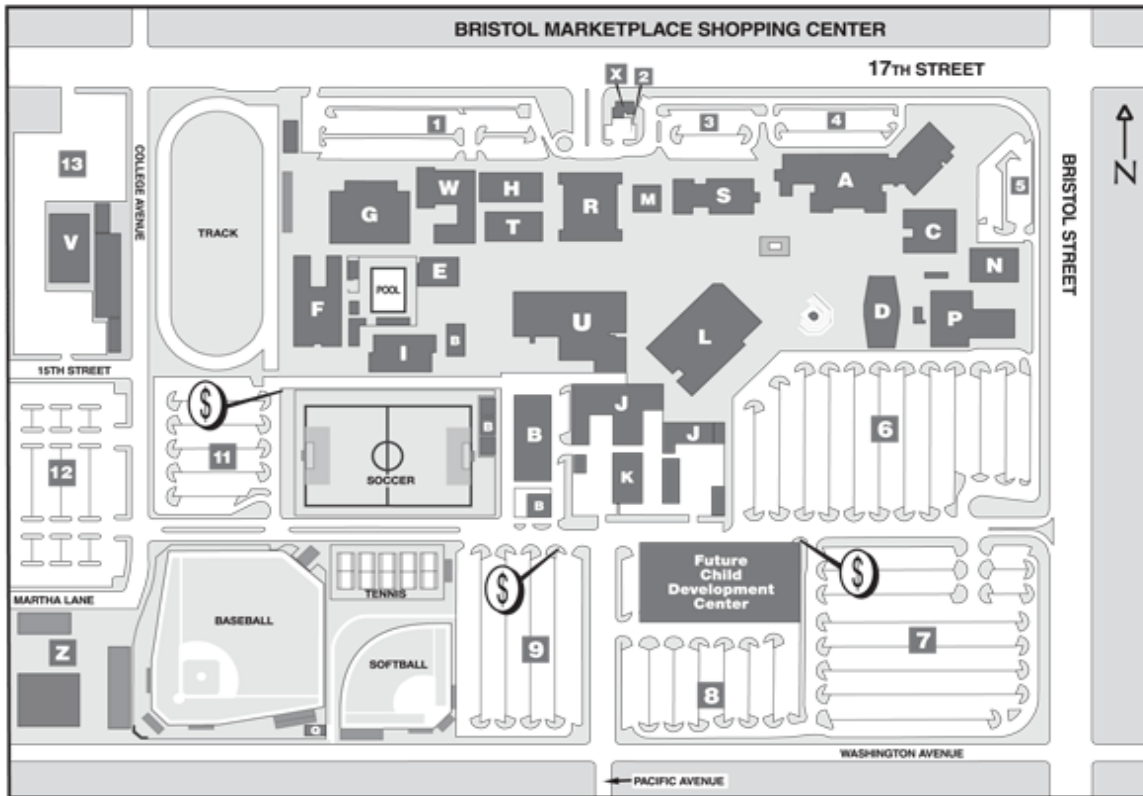 BRISTOL MARKETPLACE SHOPPING CENTER
17TH STREET
X
2
1
3
4
N
13
COLLEGE AVENUE
BRISTOL STREET
W
H
R
M
S
A
5
G
T
C
V
TRACK
E
N
POOL
F
U
D
P
B
L
I
15TH STREET
$
J
6
B
B
J
11
12
SOCCER
K
B
$
$
Future
Child
Development
Center
MARTHA LANE
TENNIS
BASEBALL
Z
SOFTBALL
9
7
8
WASHINGTON AVENUE
PACIFIC AVENUE